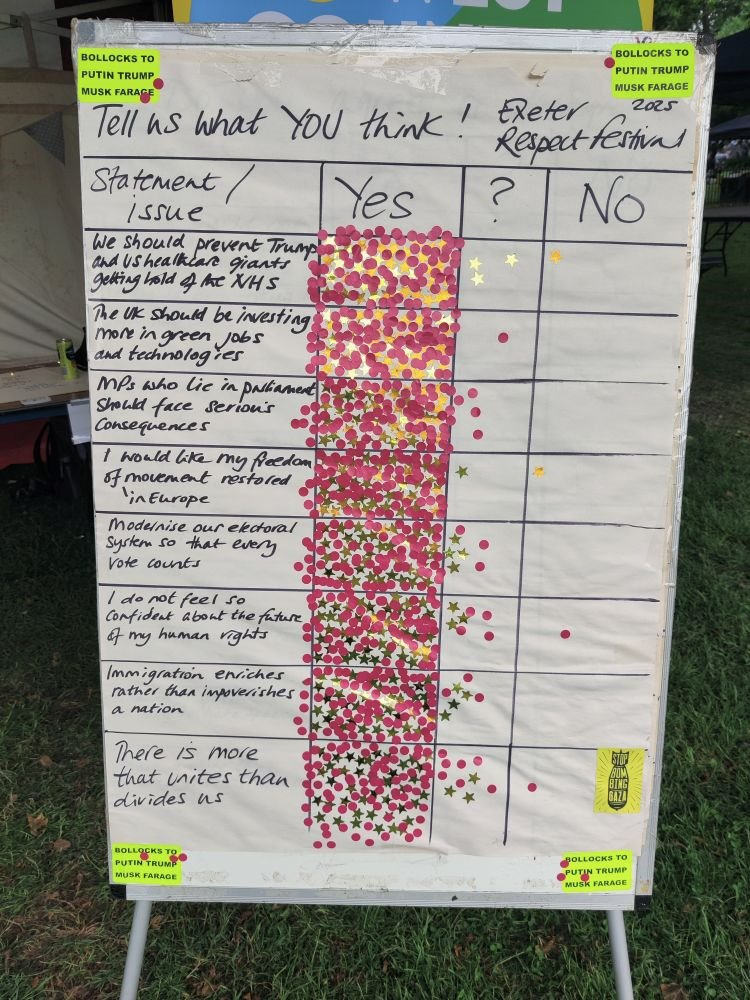 BOLLOCKS TO
PUTIN TRUMP
MUSK FARAGE
BOLLOCKS TO
PUTIN TRUMP
MUSK FARAGE
Tell us what YOU think!
Exeter 2025
Respect Festival
Statement /
issue
Yes
?
No
We should prevent Trump
and US healthcare giants
getting hold of the NHS
The UK should be investing
more in green jobs
and technologies
MPs who lie in parliament
should face serious
consequences
I would like my freedom
of movement restored
in Europe
Modernise our electoral
system so that every
vote counts
I do not feel so
confident about the future
of my human rights
Immigration enriches
rather than impoverishes
a nation
There is more
that unites than
divides us
STOP
BOM
BING
GAZA
BOLLOCKS TO
PUTIN TRUMP
MUSK FARAGE
BOLLOCKS TO
PUTIN TRUMP
MUSK FARAGE